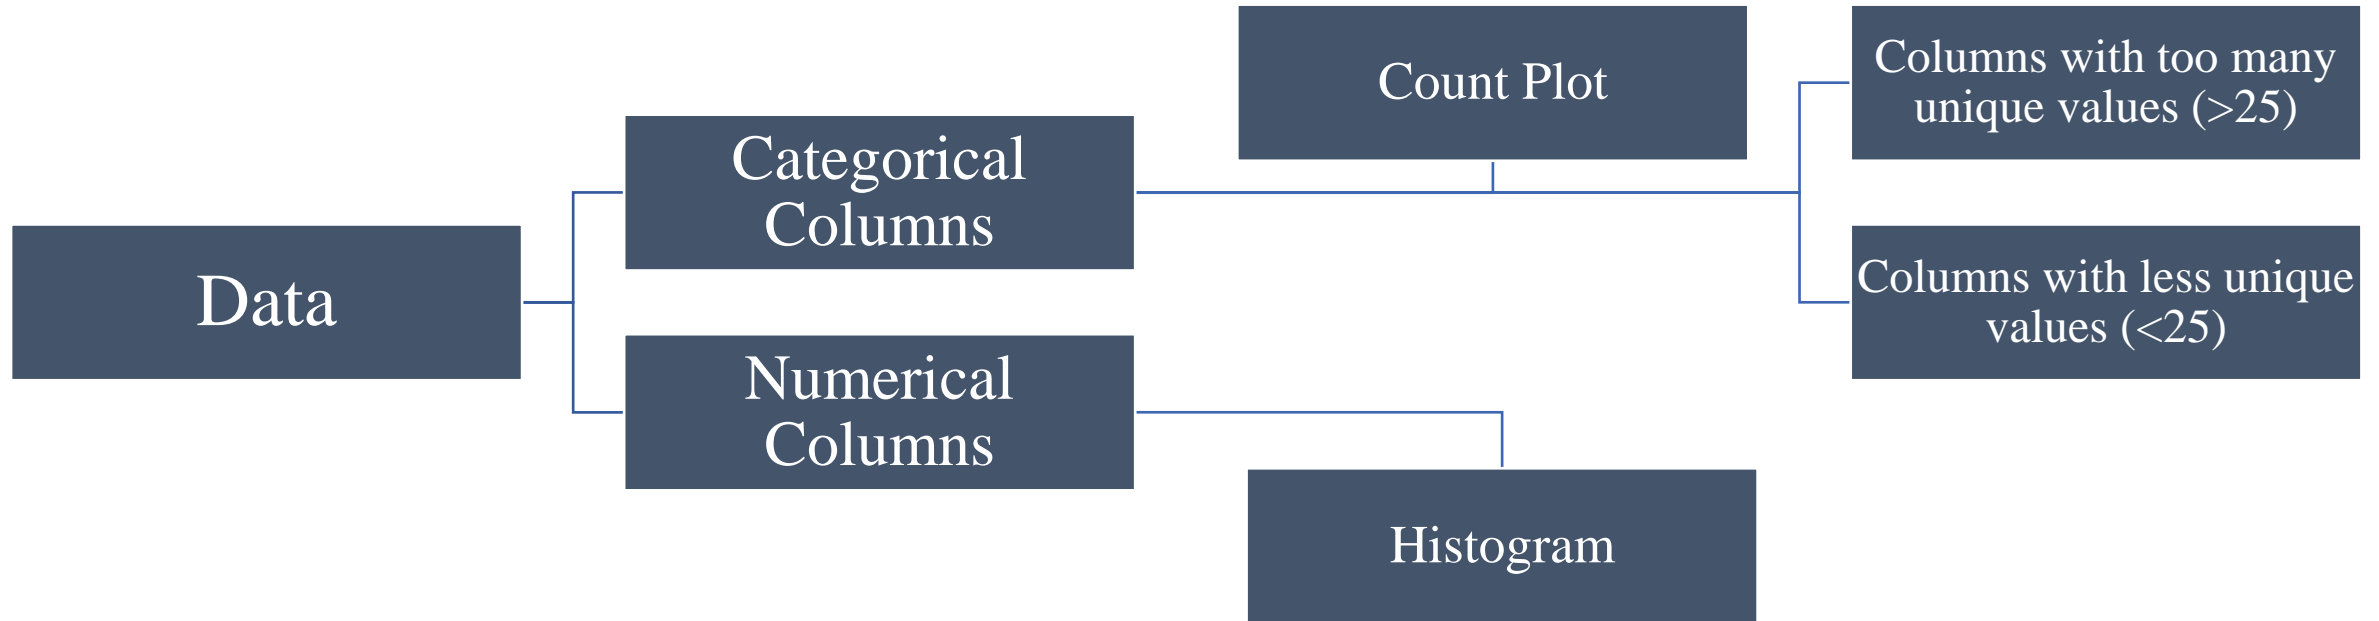 Data
Categorical
Columns
Numerical
Columns
Count Plot
Histogram
Columns with too many
unique values (>25)
Columns with less unique
values (<25)